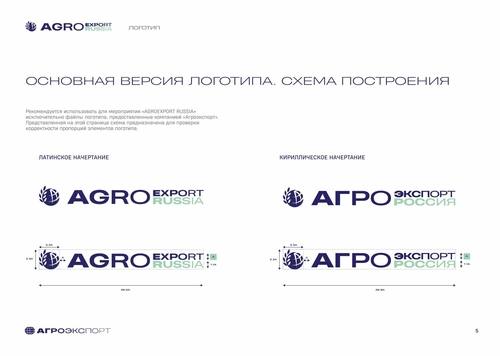 AGRO EXPORT RUSSIA
ЛОГОТИП
ОСНОВНАЯ ВЕРСИЯ ЛОГОТИПА. СХЕМА ПОСТРОЕНИЯ
Рекомендуется использовать для мероприятия «AGROEXPORT RUSSIA»
исключительно файлы логотипа, предоставленные компанией «Агроэкспорт».
Представленная на этой странице схема предназначена для проверки
корректности пропорций элементов логотипа.
ЛАТИНСКОЕ НАЧЕРТАНИЕ
КИРИЛЛИЧЕСКОЕ НАЧЕРТАНИЕ
AGRO EXPORT RUSSIA
АГРО ЭКСПОРТ РОССИЯ
AGRO EXPORT RUSSIA
АГРО ЭКСПОРТ РОССИЯ
АГРОЭКСПОРТ
5